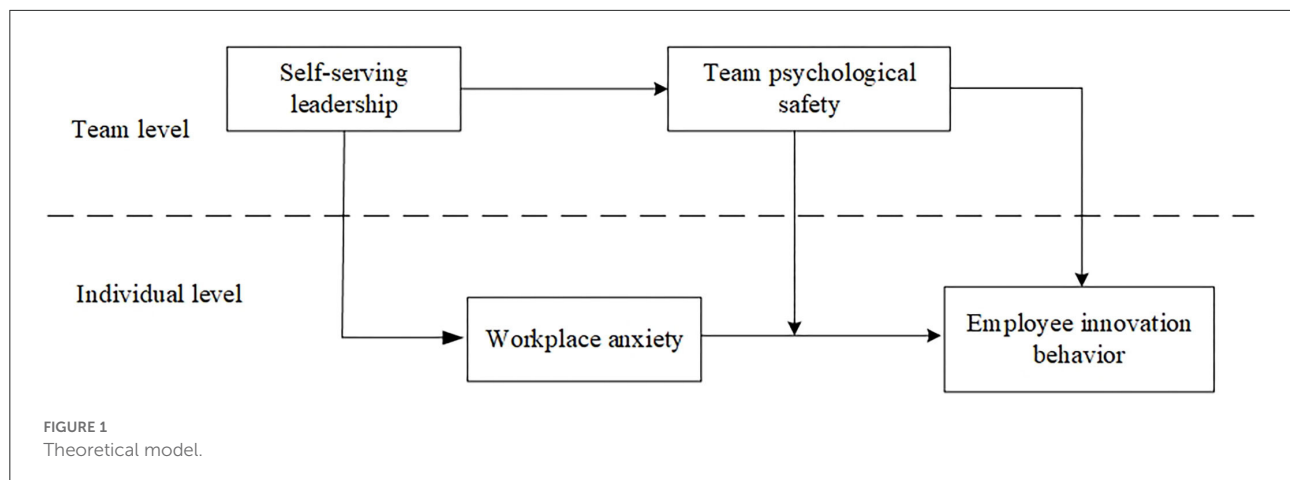 Self-serving
leadership
Team psychological
safety
Team level
Individual level
Workplace anxiety
Employee innovation
behavior
FIGURE 1
Theoretical model.